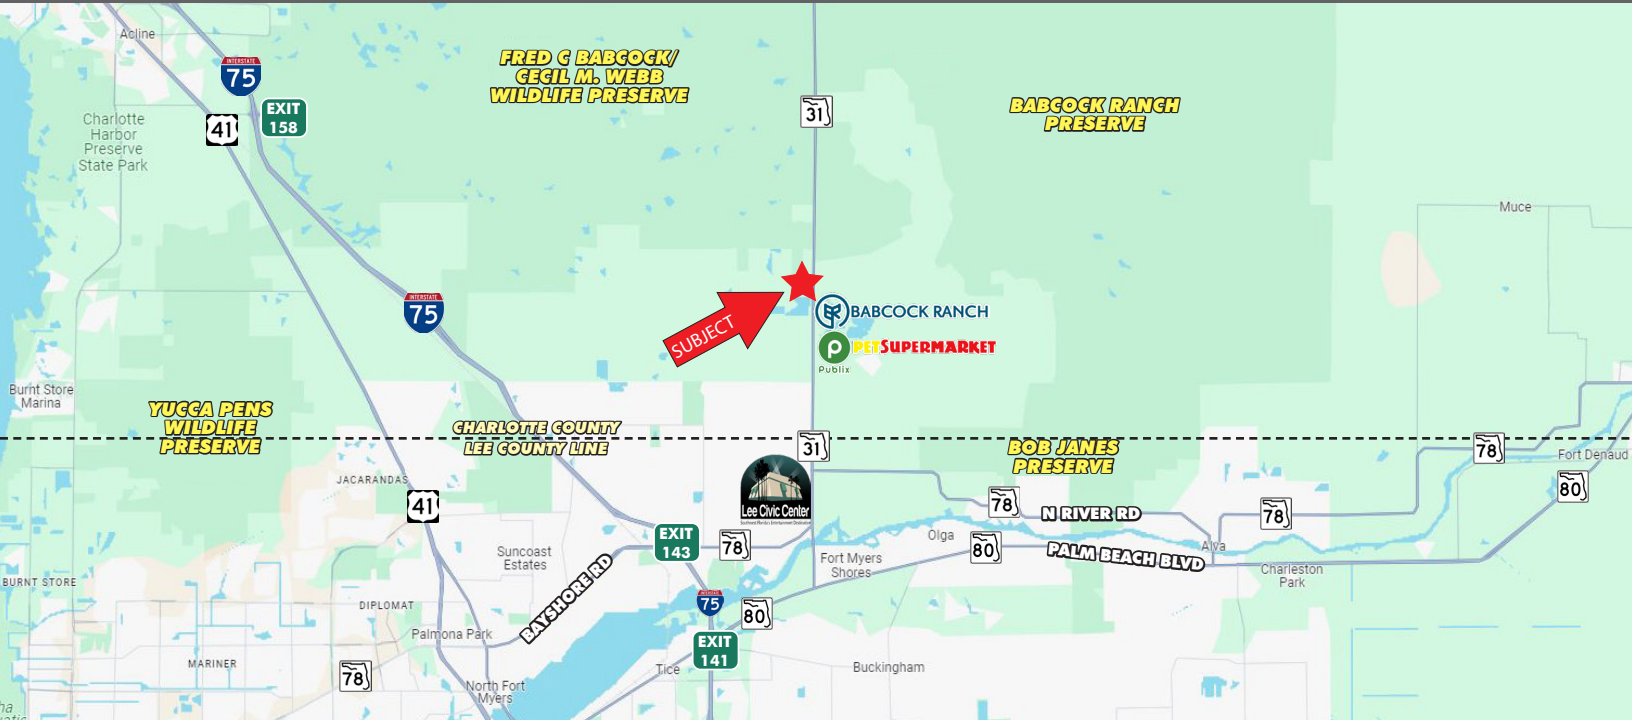 Acline
INTERSTATE
75
FRED C BABCOCK/
CECIL M. WEBB
WILDLIFE PRESERVE
EXIT
158
31
BABCOCK RANCH
PRESERVE
41
Charlotte
Harbor
Preserve
State Park
Muce
INTERSTATE
75
SUBJECT
BABCOCK RANCH
PETSUPERMARKET
Publix
Burnt Store
Marina
YUCCA PENS
WILDLIFE
PRESERVE
CHARLOTTE COUNTY
LEE COUNTY LINE
31
BOB JANES
PRESERVE
78
Fort Denaud
JACARANDAS
80
41
Lee Civic Center
78
N RIVER RD
78
EXIT
143
78
Olga
80
PALM BEACH BLVD
Alva
Suncoast
Estates
Fort Myers
Shores
Charleston
Park
BURNT STORE
BAYSHORE RD
INTERSTATE
75
80
DIPLOMAT
Palmona Park
EXIT
141
MARINER
78
Tice
Buckingham
North Fort
Myers